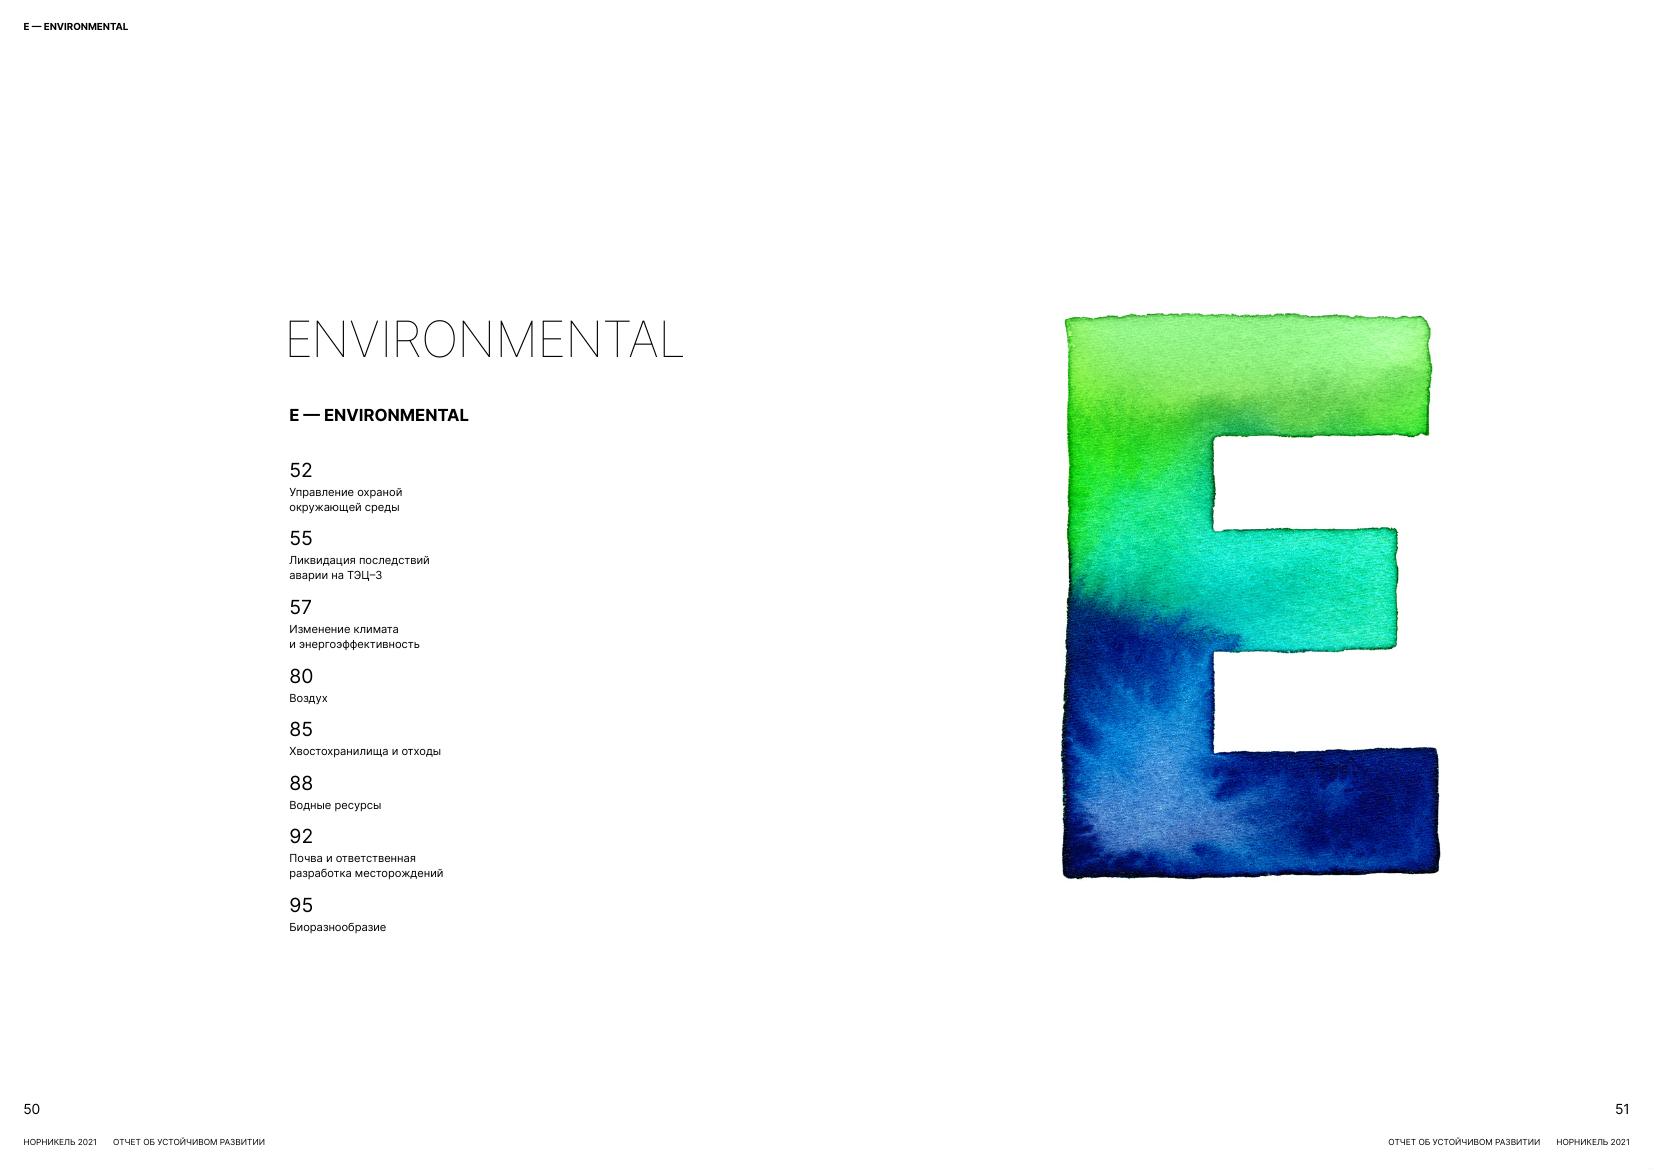 E — ENVIRONMENTAL
ENVIRONMENTAL
E — ENVIRONMENTAL
52
Управление охраной
окружающей среды
55
Ликвидация последствий
аварии на ТЭЦ–3
57
Изменение климата
и энергоэффективность
80
Воздух
85
Хвостохранилища и отходы
88
Водные ресурсы
92
Почва и ответственная
разработка месторождений
95
Биоразнообразие
E
50
51
НОРНИКЕЛЬ 2021 ОТЧЕТ ОБ УСТОЙЧИВОМ РАЗВИТИИ
ОТЧЕТ ОБ УСТОЙЧИВОМ РАЗВИТИИ НОРНИКЕЛЬ 2021